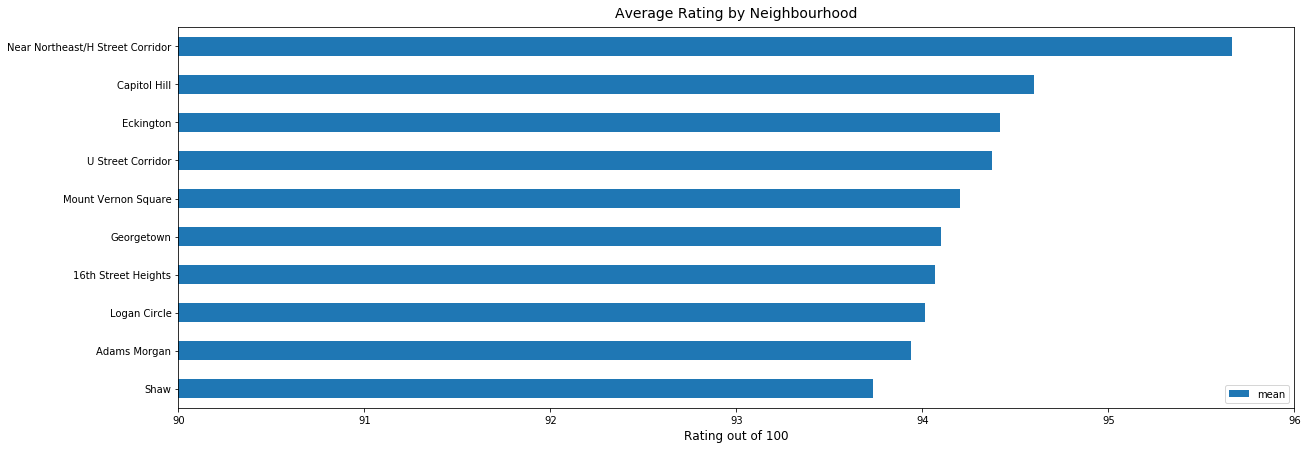 Average Rating by Neighbourhood
Near Northeast/H Street Corridor
Capitol Hill
Eckington
U Street Corridor
Mount Vernon Square
Georgetown
16th Street Heights
Logan Circle
Adams Morgan
Shaw
mean
90 91 92 93 94 95 96
Rating out of 100